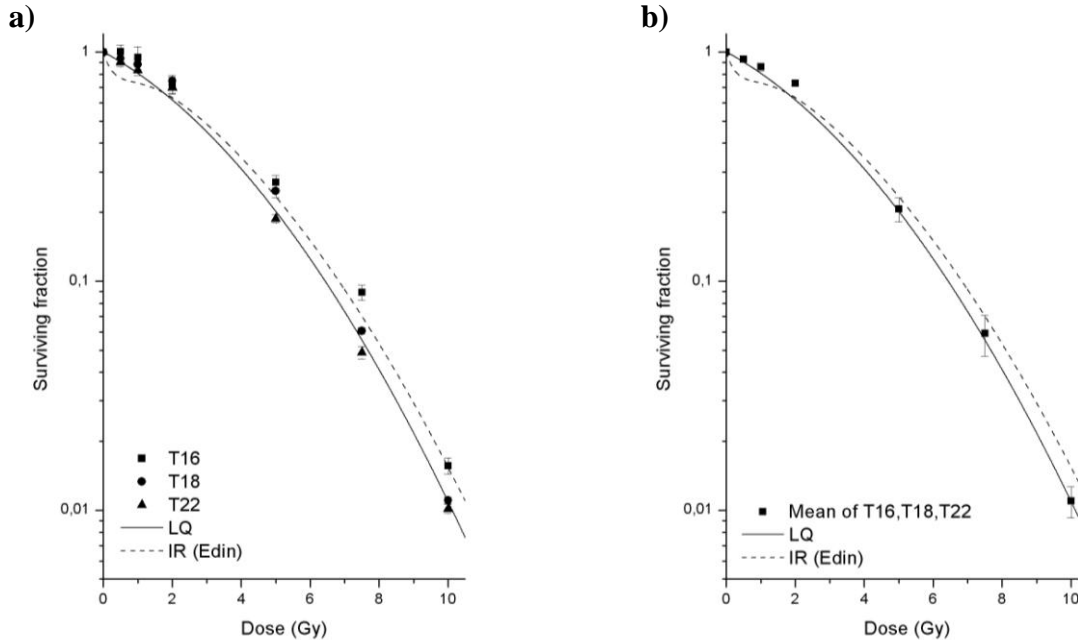 a)
1
0,1
0,01
Surviving fraction
T16
T18
T22
LQ
IR (Edin)
0 2 4 6 8 10
Dose (Gy)
b)
1
0,1
0,01
Surviving fraction
Mean of T16,T18,T22
LQ
IR (Edin)
0 2 4 6 8 10
Dose (Gy)